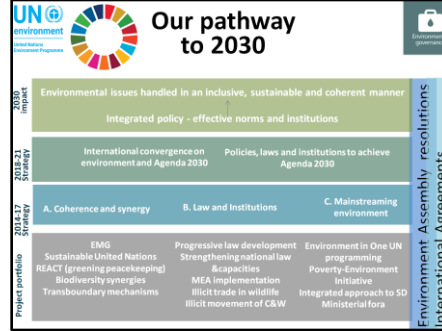 UN
environment
United Nations
Environment Programme
Our pathway
to 2030
Environmental
governance
2030
impact
Environmental issues handled in an inclusive, sustainable and coherent manner
Integrated policy - effective norms and institutions
2018-21
Strategy
International convergence on
environment and Agenda 2030
Policies, laws and institutions to achieve
Agenda 2030
2014-17
Strategy
A. Coherence and synergy
B. Law and Institutions
C. Mainstreaming
environment
Project portfolio
EMG
Sustainable United Nations
REACT (greening peacekeeping)
Biodiversity synergies
Transboundary mechanisms
Progressive law development
Strengthening national law
&capacities
MEA implementation
Illicit trade in wildlife
Illicit movement of C&W
Environment in One UN
programming
Poverty-Environment
Initiative
Integrated approach to SD
Ministerial fora
Environment Assembly resolutions
International Agreements